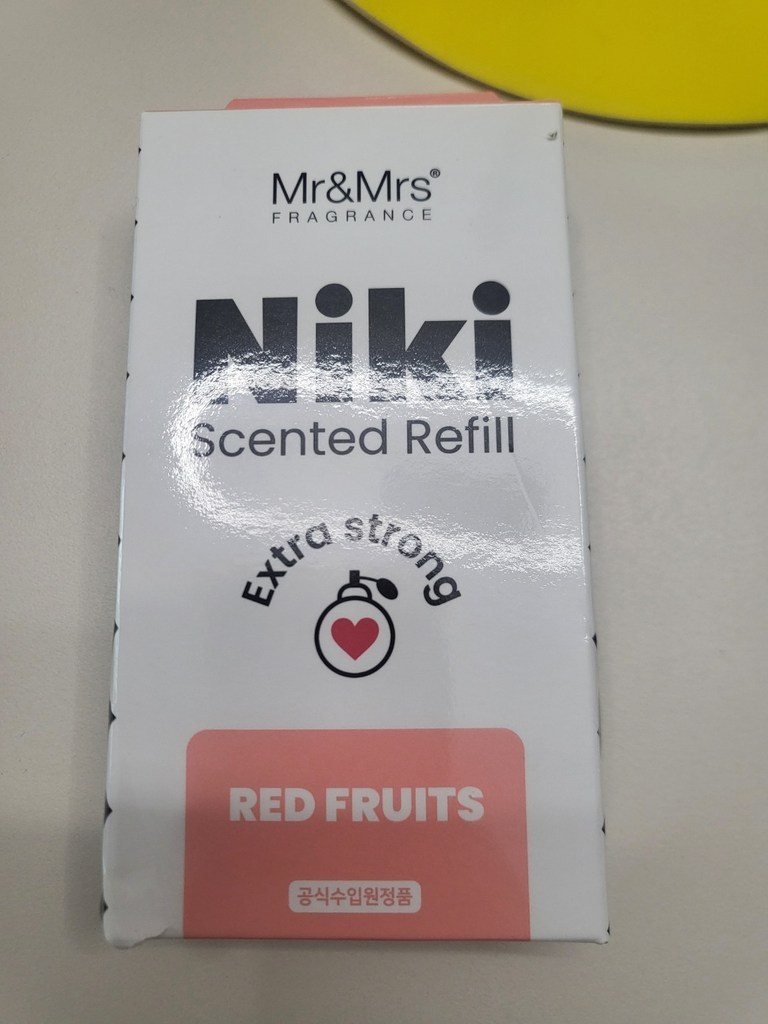 Mr&Mrs®
FRAGRANCE
Niki
Scented Refill
Extra strong
RED FRUITS
공식수입원정품